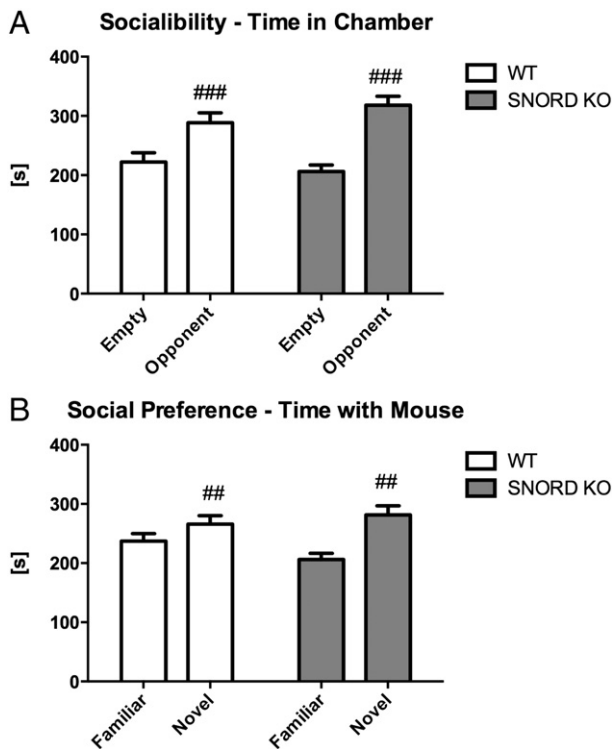 A
Socialibility - Time in Chamber
400
300
200
100
0
[s]
###
###
Empty
Opponent
Empty
Opponent
WT
SNORD KO
B
Social Preference - Time with Mouse
400
300
200
100
0
[s]
##
##
Familiar
Novel
Familiar
Novel
WT
SNORD KO